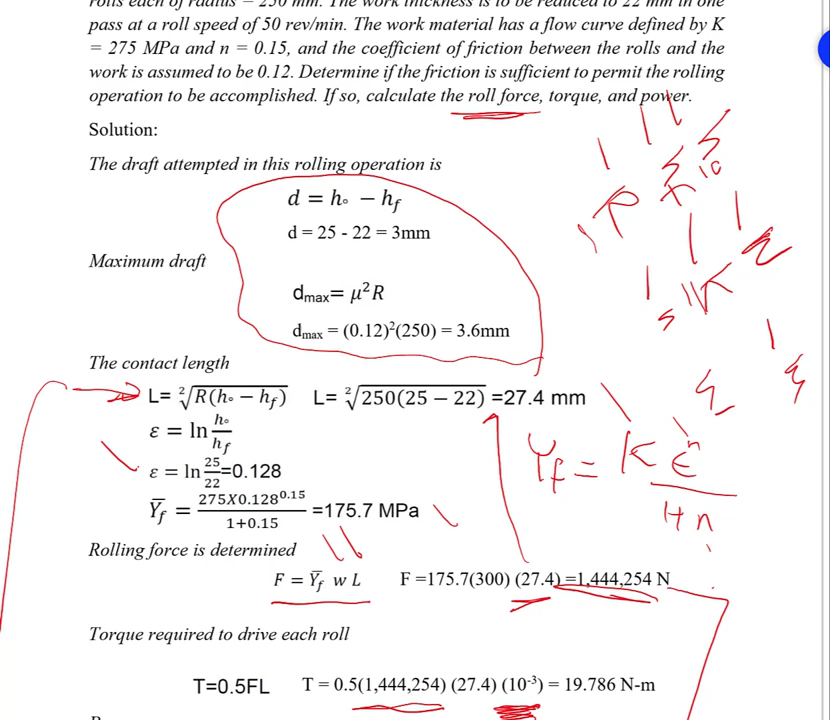 rolls each of radius = 250 mm. The work thickness is to be reduced to 22 mm in one
pass at a roll speed of 50 rev/min. The work material has a flow curve defined by K
= 275 MPa and n = 0.15, and the coefficient of friction between the rolls and the
work is assumed to be 0.12. Determine if the friction is sufficient to permit the rolling
operation to be accomplished. If so, calculate the roll force, torque, and power.
Solution:
The draft attempted in this rolling operation is
d = h∘ − h_f
d = 25 - 22 = 3mm
Maximum draft
d_max= μ²R
d_max = (0.12)²(250) = 3.6mm
The contact length
L= ²√(R(h∘ − h_f)) L= ²√(250(25 − 22)) =27.4 mm
ε = ln h∘/h_f
ε = ln 25/22=0.128
Ȳ_f = 275X0.128^0.15/1+0.15 =175.7 MPa
Y_f = K ε^n/1+n
Rolling force is determined
F = Ȳ_f w L F =175.7(300) (27.4) =1,444,254 N
Torque required to drive each roll
T=0.5FL T = 0.5(1,444,254) (27.4) (10⁻³) = 19.786 N-m